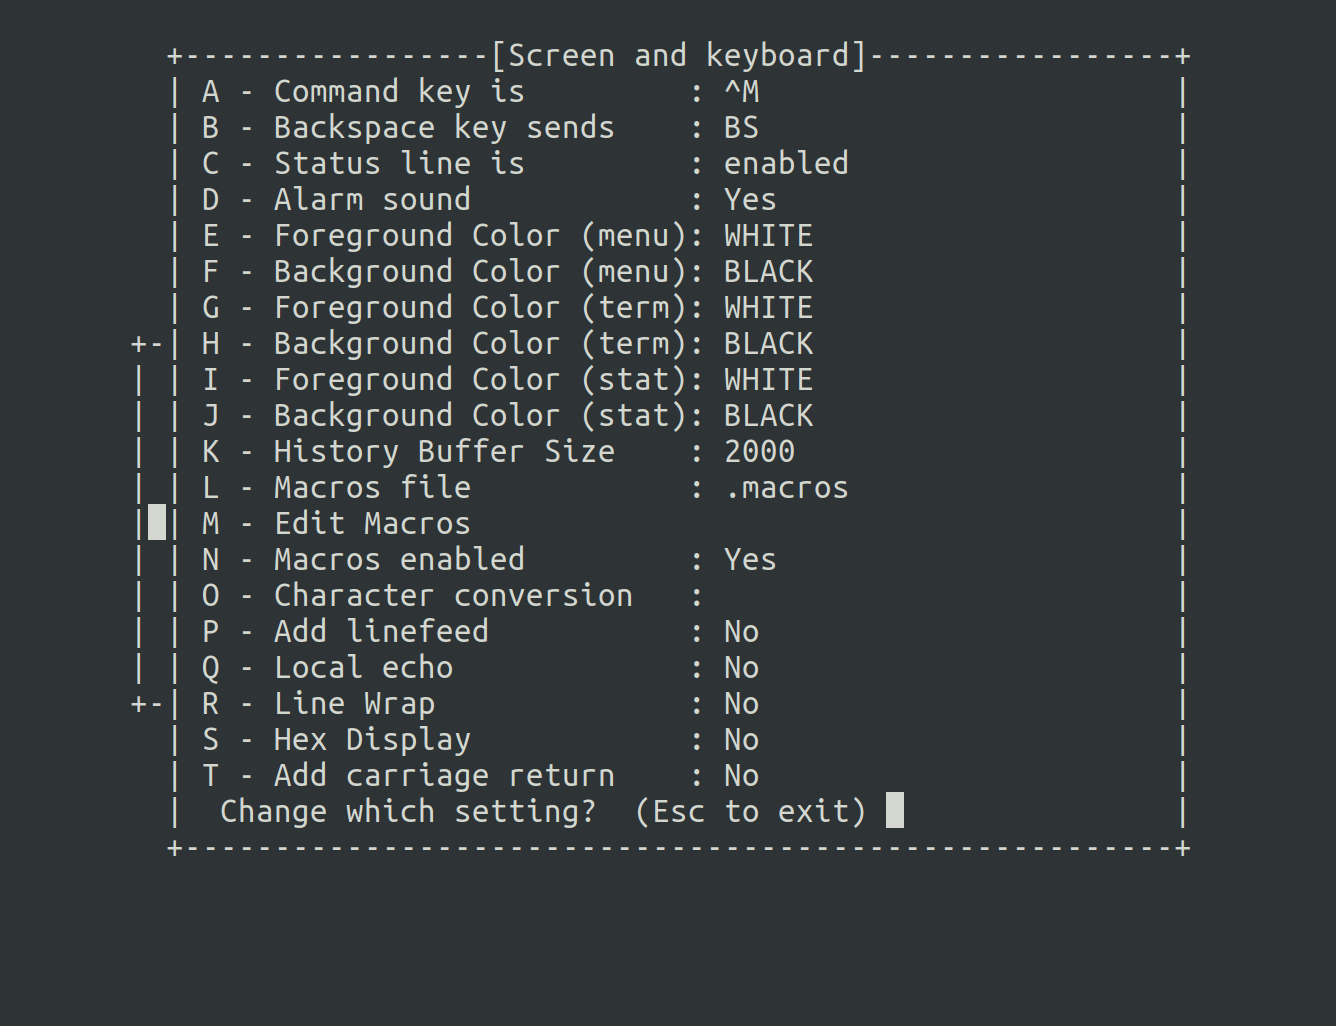 +-----------------[Screen and keyboard]-----------------+
| A - Command key is         : ^M                       |
| B - Backspace key sends    : BS                       |
| C - Status line is         : enabled                  |
| D - Alarm sound            : Yes                      |
| E - Foreground Color (menu): WHITE                    |
| F - Background Color (menu): BLACK                    |
| G - Foreground Color (term): WHITE                    |
+-| H - Background Color (term): BLACK                    |
| | I - Foreground Color (stat): WHITE                    |
| | J - Background Color (stat): BLACK                    |
| | K - History Buffer Size    : 2000                     |
| | L - Macros file            : .macros                  |
| | M - Edit Macros                                       |
| | N - Macros enabled         : Yes                      |
| | O - Character conversion   :                          |
| | P - Add linefeed           : No                       |
| | Q - Local echo             : No                       |
+-| R - Line Wrap              : No                       |
| S - Hex Display            : No                       |
| T - Add carriage return    : No                       |
|  Change which setting?  (Esc to exit)                 |
+-------------------------------------------------------+